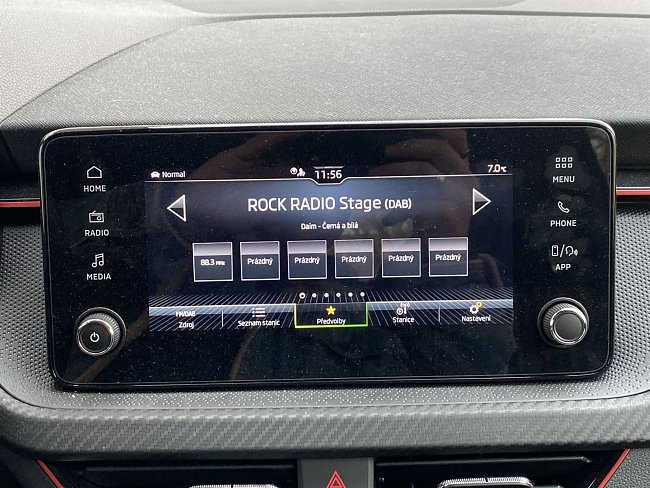 Normal
11:56
7.0°C
HOME
RADIO
MEDIA
MENU
PHONE
APP
ROCK RADIO Stage (DAB)
Daim - Černá a bílá
88.3 MHz Prázdný Prázdný Prázdný Prázdný Prázdný
FM/DAB
Zdroj Seznam stanic Předvolby Stanice Nastavení